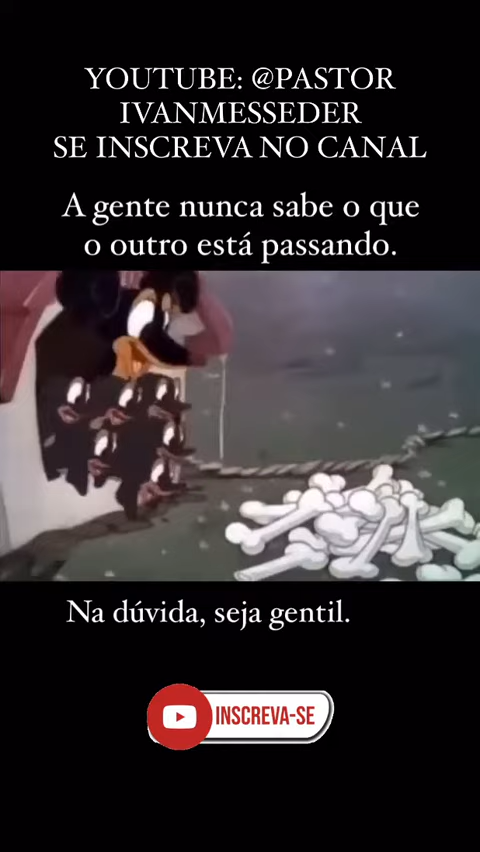 YOUTUBE: @PASTOR
IVANMESSEDER
SE INSCREVA NO CANAL
A gente nunca sabe o que
o outro está passando.
Na dúvida, seja gentil.
INSCREVA-SE